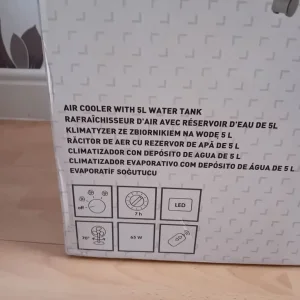 AIR COOLER WITH 5L WATER TANK
RAFRAÎCHISSEUR D'AIR AVEC RÉSERVOIR D'EAU DE 5L
KLIMATYZER ZE ZBIORNIKIEM NA WODĘ 5 L
RĂCITOR DE AER CU REZERVOR DE APĂ DE 5 L
CLIMATIZADOR CON DEPÓSITO DE AGUA DE 5 L
CLIMATIZADOR EVAPORATIVO COM DEPÓSITO DE ÁGUA DE 5 L
EVAPORATİF SOĞUTUCU
off
7 h
LED
65 W